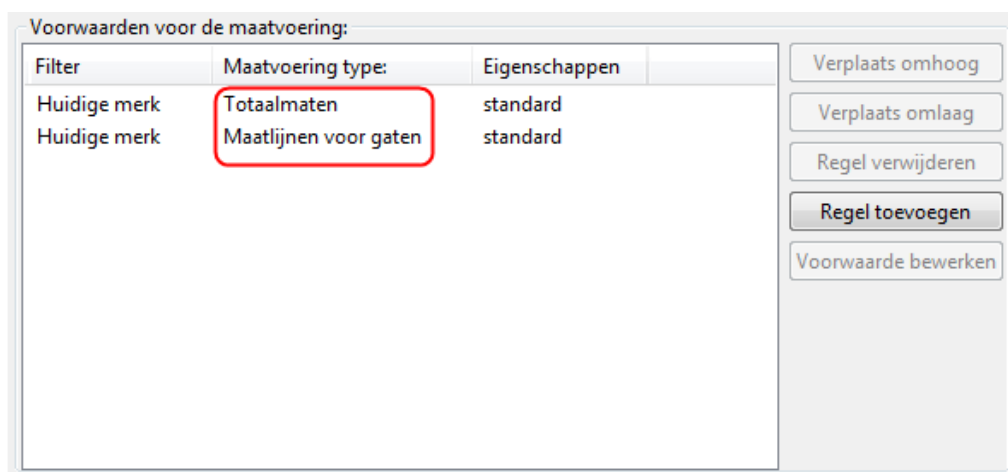 Voorwaarden voor de maatvoering:
Filter Maatvoering type: Eigenschappen
Huidige merk Totaalmaten standard
Huidige merk Maatlijnen voor gaten standard
Verplaats omhoog
Verplaats omlaag
Regel verwijderen
Regel toevoegen
Voorwaarde bewerken